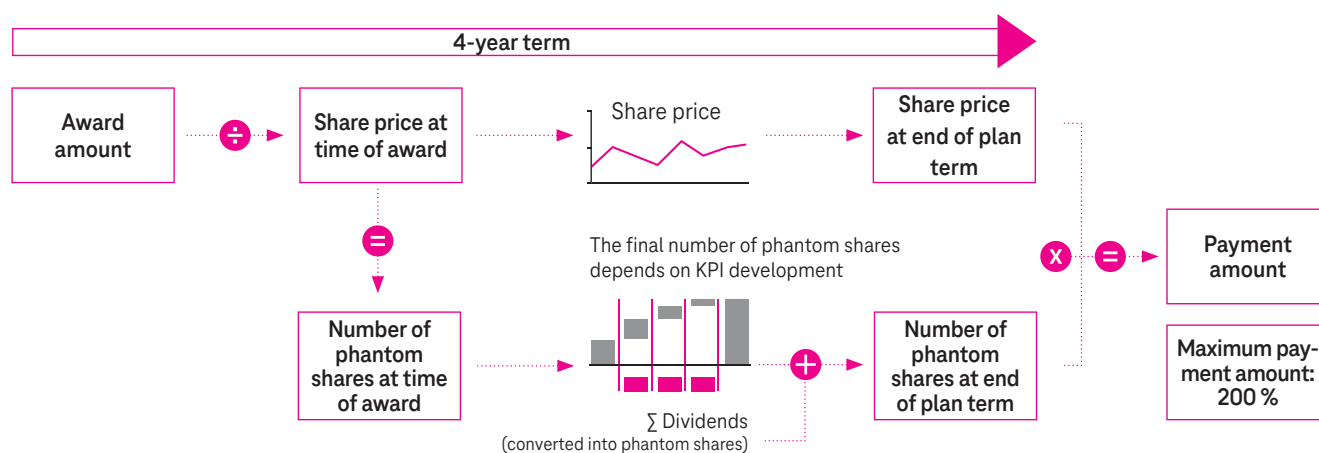 4-year term
Award
amount
÷
Share price at
time of award
Share price
Share price
at end of plan
term
=
The final number of phantom shares
depends on KPI development
x
=
Payment
amount
Number of
phantom
shares at time
of award
+
Number of
phantom
shares at end
of plan term
Maximum pay-
ment amount:
200 %
∑ Dividends
(converted into phantom shares)